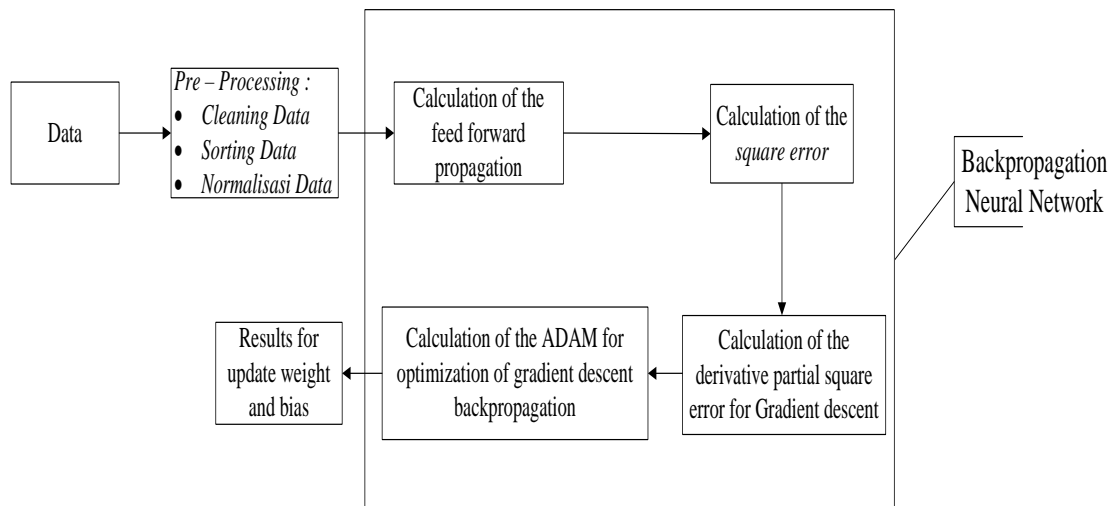 Data
Pre – Processing :
• Cleaning Data
• Sorting Data
• Normalisasi Data
Calculation of the
feed forward
propagation
Calculation of the
square error
Backpropagation
Neural Network
Results for
update weight
and bias
Calculation of the ADAM for
optimization of gradient descent
backpropagation
Calculation of the
derivative partial square
error for Gradient descent